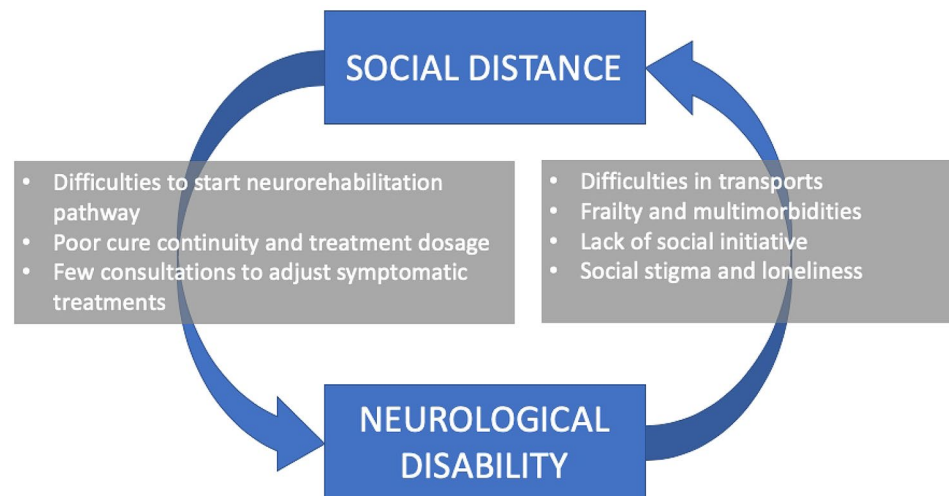 SOCIAL DISTANCE
• Difficulties to start neurorehabilitation
pathway
• Poor cure continuity and treatment dosage
• Few consultations to adjust symptomatic
treatments
• Difficulties in transports
• Frailty and multimorbidities
• Lack of social initiative
• Social stigma and loneliness
NEUROLOGICAL
DISABILITY